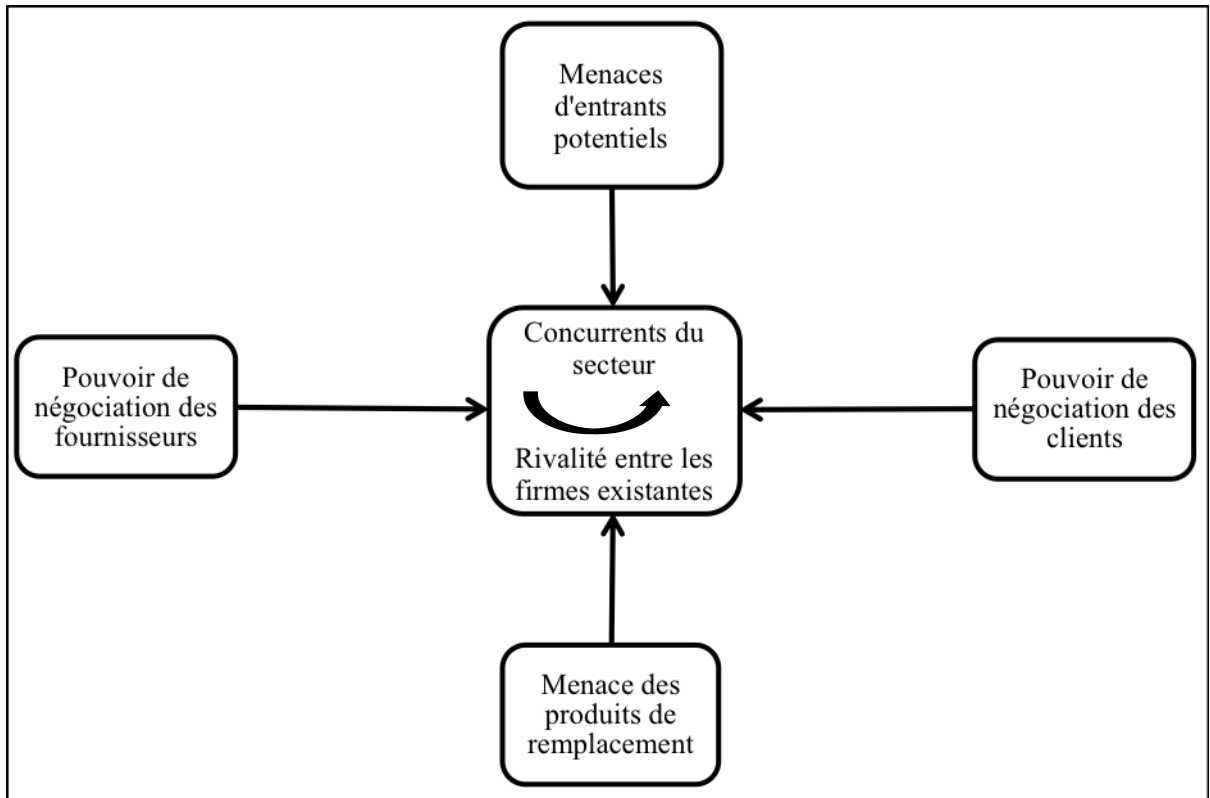 Menaces
d'entrants
potentiels
Concurrents du
secteur
Rivalité entre les
firmes existantes
Pouvoir de
négociation des
fournisseurs
Pouvoir de
négociation des
clients
Menace des
produits de
remplacement